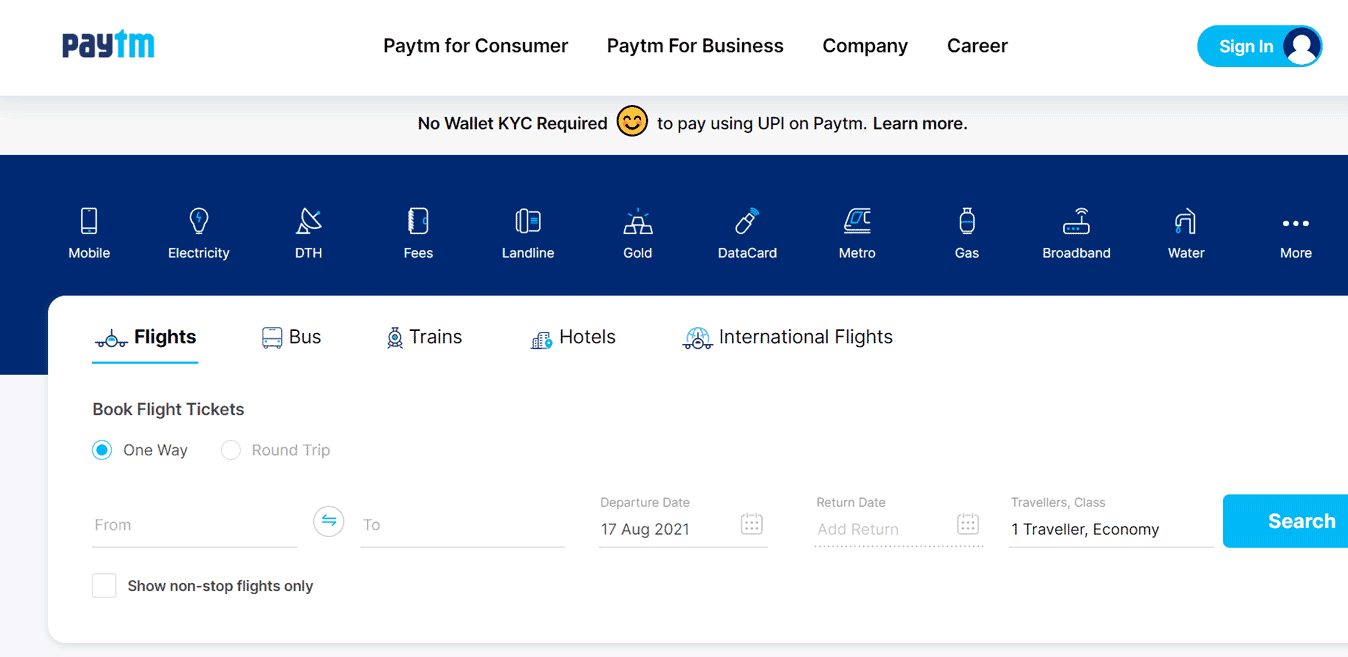 paytm
Paytm for Consumer Paytm For Business Company Career Sign In
No Wallet KYC Required to pay using UPI on Paytm. Learn more.
Mobile Electricity DTH Fees Landline Gold DataCard Metro Gas Broadband Water More
Flights Bus Trains Hotels International Flights
Book Flight Tickets
One Way Round Trip
Departure Date Return Date Travellers, Class
From To 17 Aug 2021 Add Return 1 Traveller, Economy Search
Show non-stop flights only